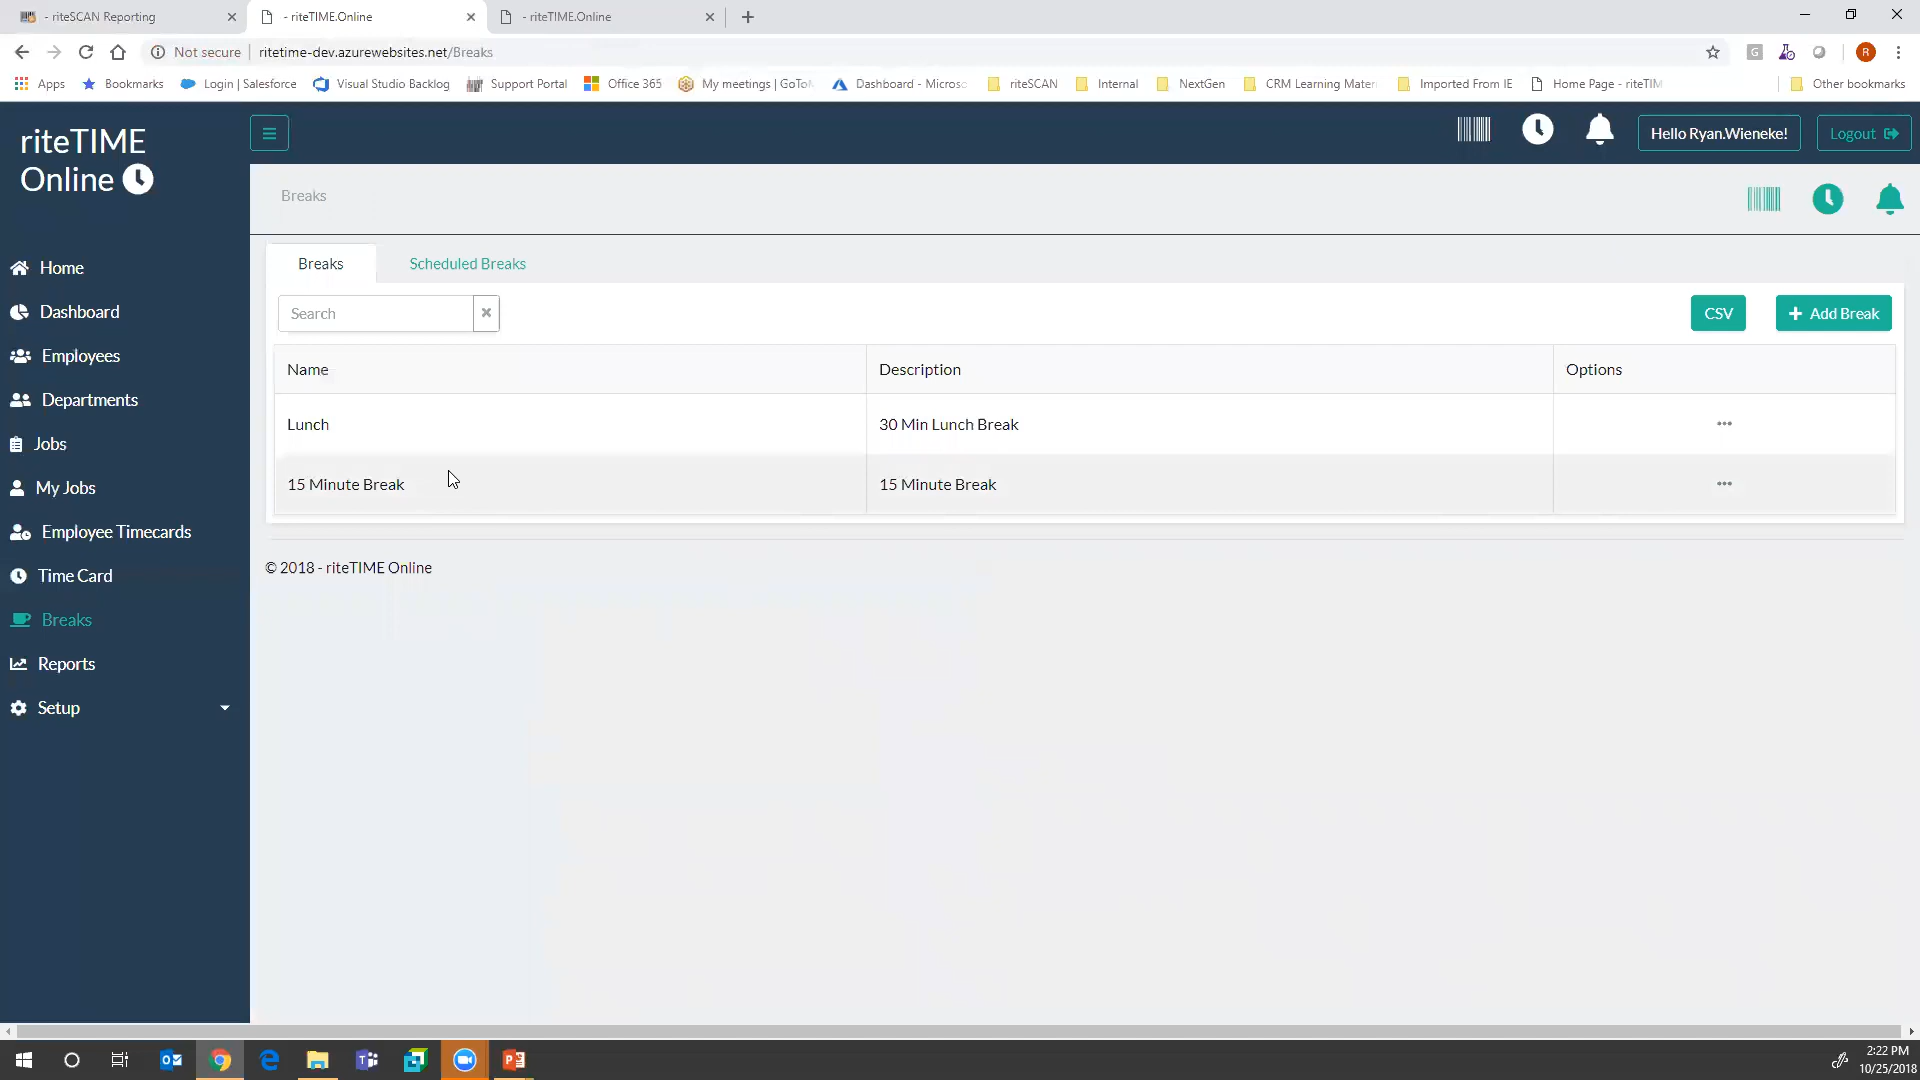 - riteSCAN Reporting
- riteTIME.Online
- riteTIME.Online
Not secure ritetime-dev.azurewebsites.net/Breaks
R
Apps Bookmarks Login | Salesforce Visual Studio Backlog Support Portal Office 365 My meetings | GoTo Dashboard - Microso riteSCAN Internal NextGen CRM Learning Mater Imported From IE Home Page - riteTIM Other bookmarks
riteTIME
Online
Hello Ryan.Wieneke!
Logout
Home
Dashboard
Employees
Departments
Jobs
My Jobs
Employee Timecards
Time Card
Breaks
Reports
Setup
Breaks
Breaks Scheduled Breaks
Search
CSV
Add Break
Name Description Options
Lunch 30 Min Lunch Break
15 Minute Break 15 Minute Break
© 2018 - riteTIME Online
2:22 PM
10/25/2018